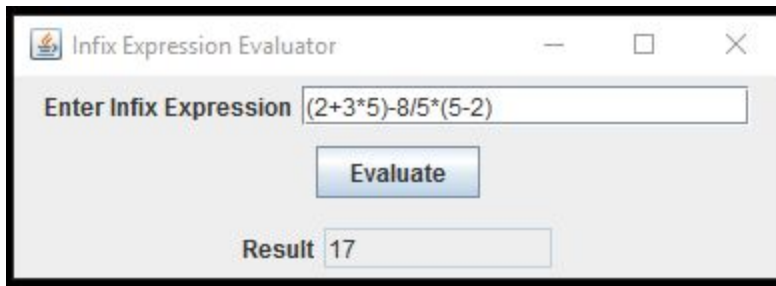 Infix Expression Evaluator
Enter Infix Expression (2+3*5)-8/5*(5-2)
Evaluate
Result 17